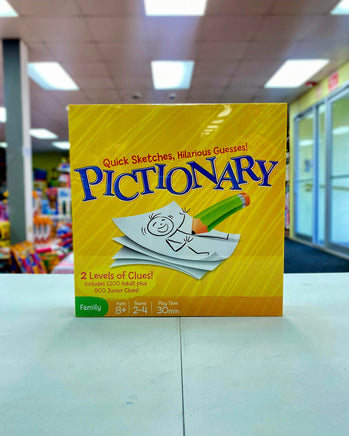 Quick Sketches, Hilarious Guesses!
PICTIONARY
2 Levels of Clues!
Includes 1200 Adult plus
800 Junior Clues!
Family
Ages
8+
Teams
2-4
Play Time
30min